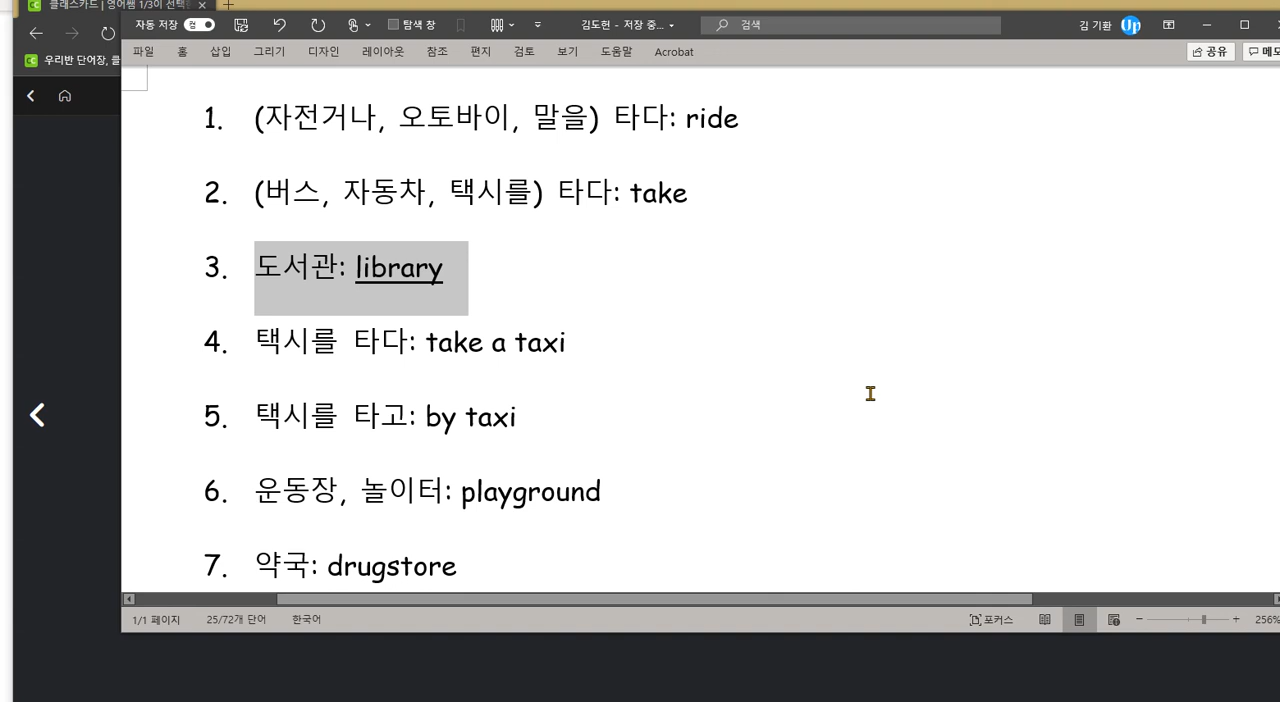 클래스카드 | 영어쌤 1/3이 선택
자동 저장 컴 탐색 창 김도현 - 저장 중... 검색 김 기환
파일 홈 삽입 그리기 디자인 레이아웃 참조 편지 검토 보기 도움말 Acrobat 공유 메모
우리반 단어장, 클
1. (자전거나, 오토바이, 말을) 타다: ride
2. (버스, 자동차, 택시를) 타다: take
3. 도서관: library
4. 택시를 타다: take a taxi
5. 택시를 타고: by taxi
6. 운동장, 놀이터: playground
7. 약국: drugstore
1/1 페이지 25/72개 단어 한국어 포커스 256%